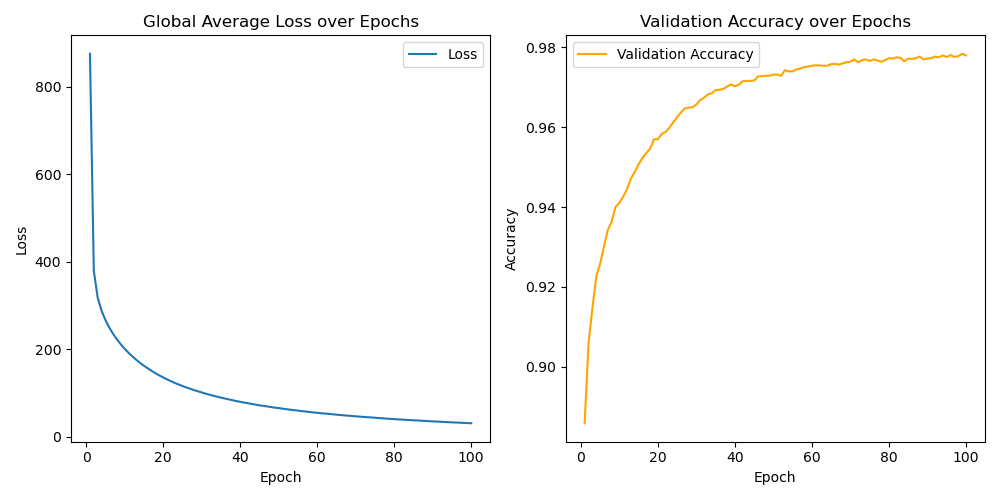 Global Average Loss over Epochs
Loss
800
600
400
200
0
Loss
0 20 40 60 80 100
Epoch
Validation Accuracy over Epochs
Validation Accuracy
0.98
0.96
0.94
0.92
0.90
Accuracy
0 20 40 60 80 100
Epoch